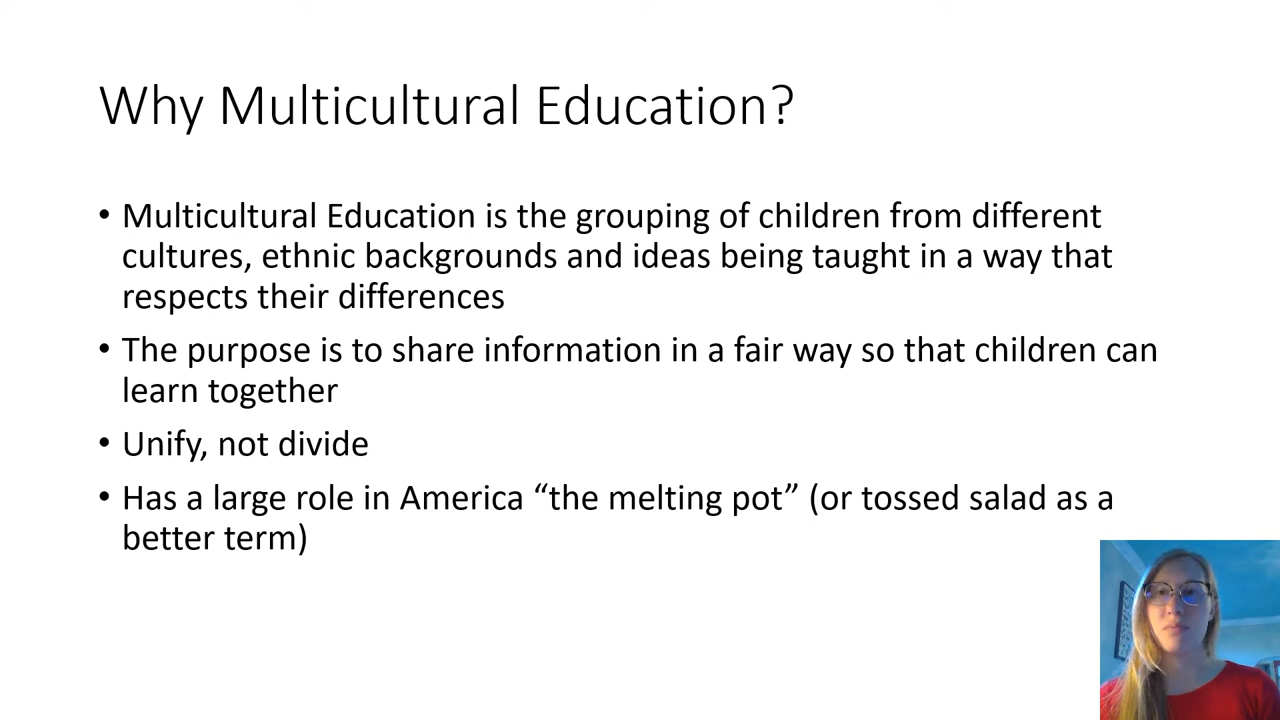 Why Multicultural Education?
• Multicultural Education is the grouping of children from different
cultures, ethnic backgrounds and ideas being taught in a way that
respects their differences
• The purpose is to share information in a fair way so that children can
learn together
• Unify, not divide
• Has a large role in America “the melting pot” (or tossed salad as a
better term)